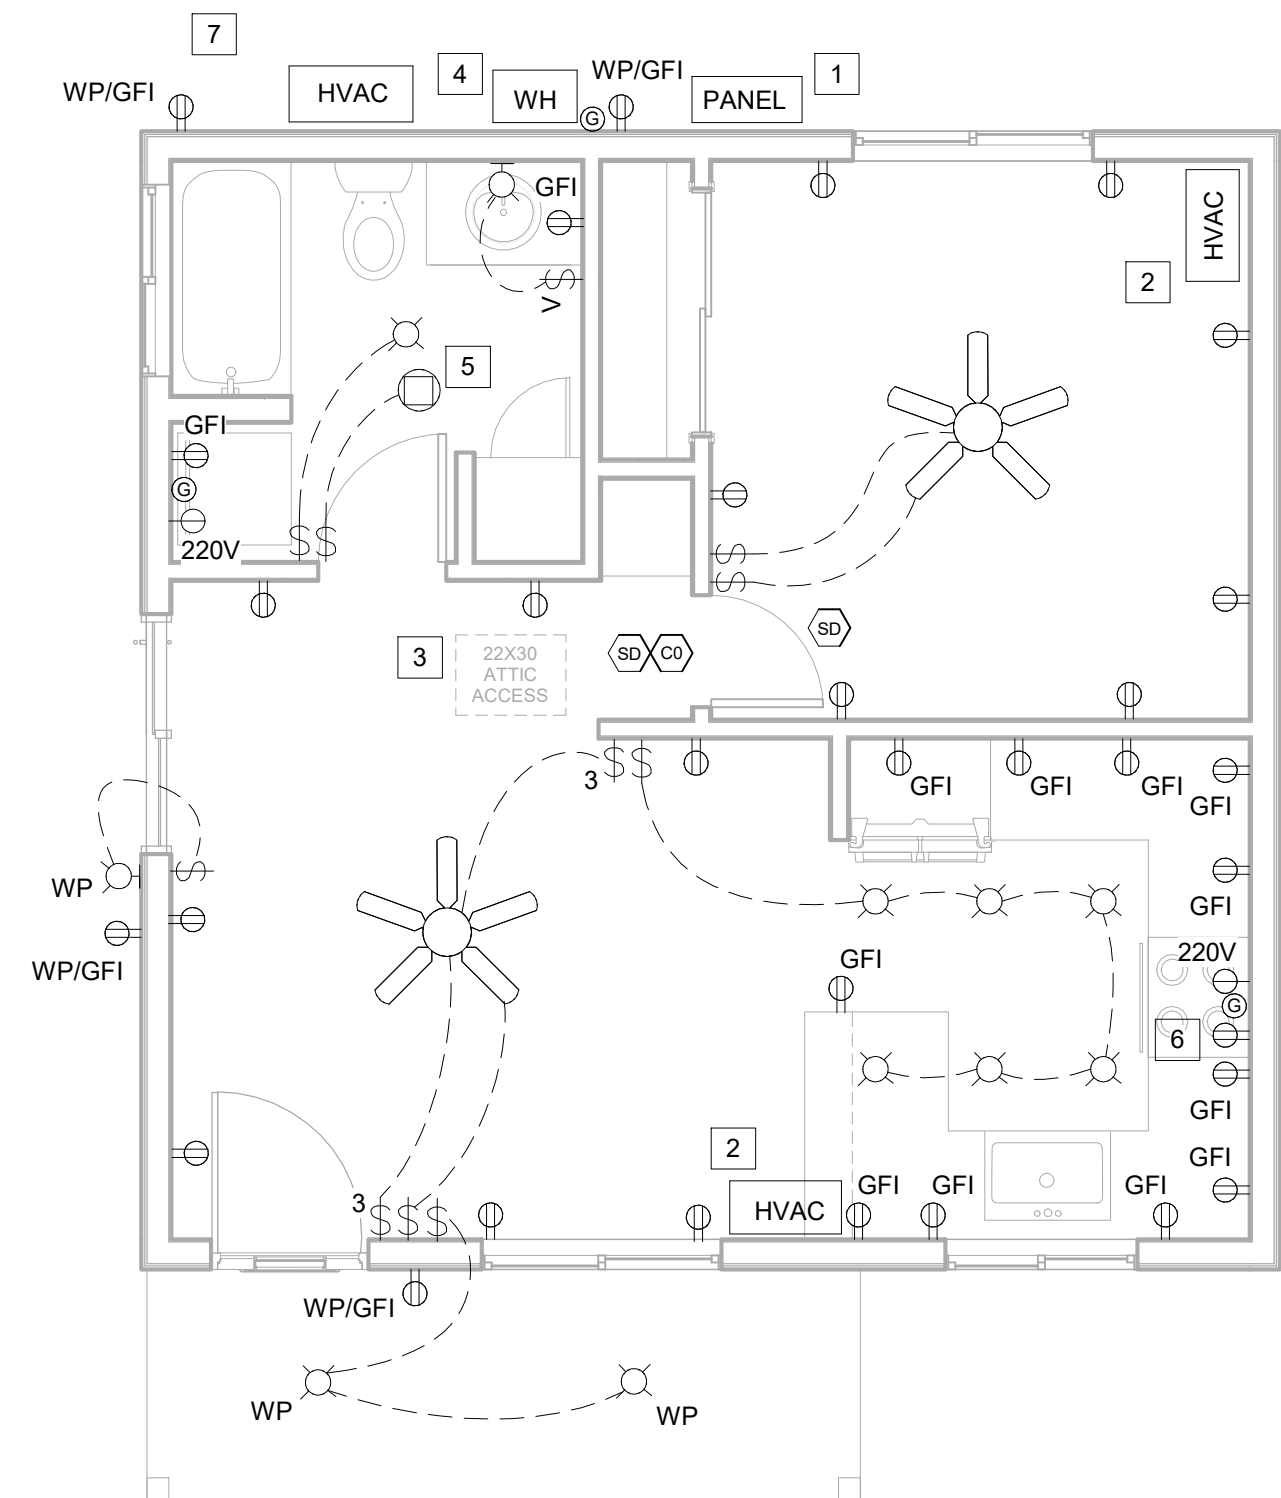 7
4
1
WP/GFI
HVAC
WH
WP/GFI
PANEL
G
GFI
HVAC
2
V
5
GFI
G
220V
SD
3
22X30
ATTIC
ACCESS
SD
C0
3
GFI
GFI
GFI
GFI
WP
GFI
WP/GFI
GFI
220V
G
6
GFI
2
GFI
3
HVAC
GFI
GFI
GFI
WP/GFI
WP
WP